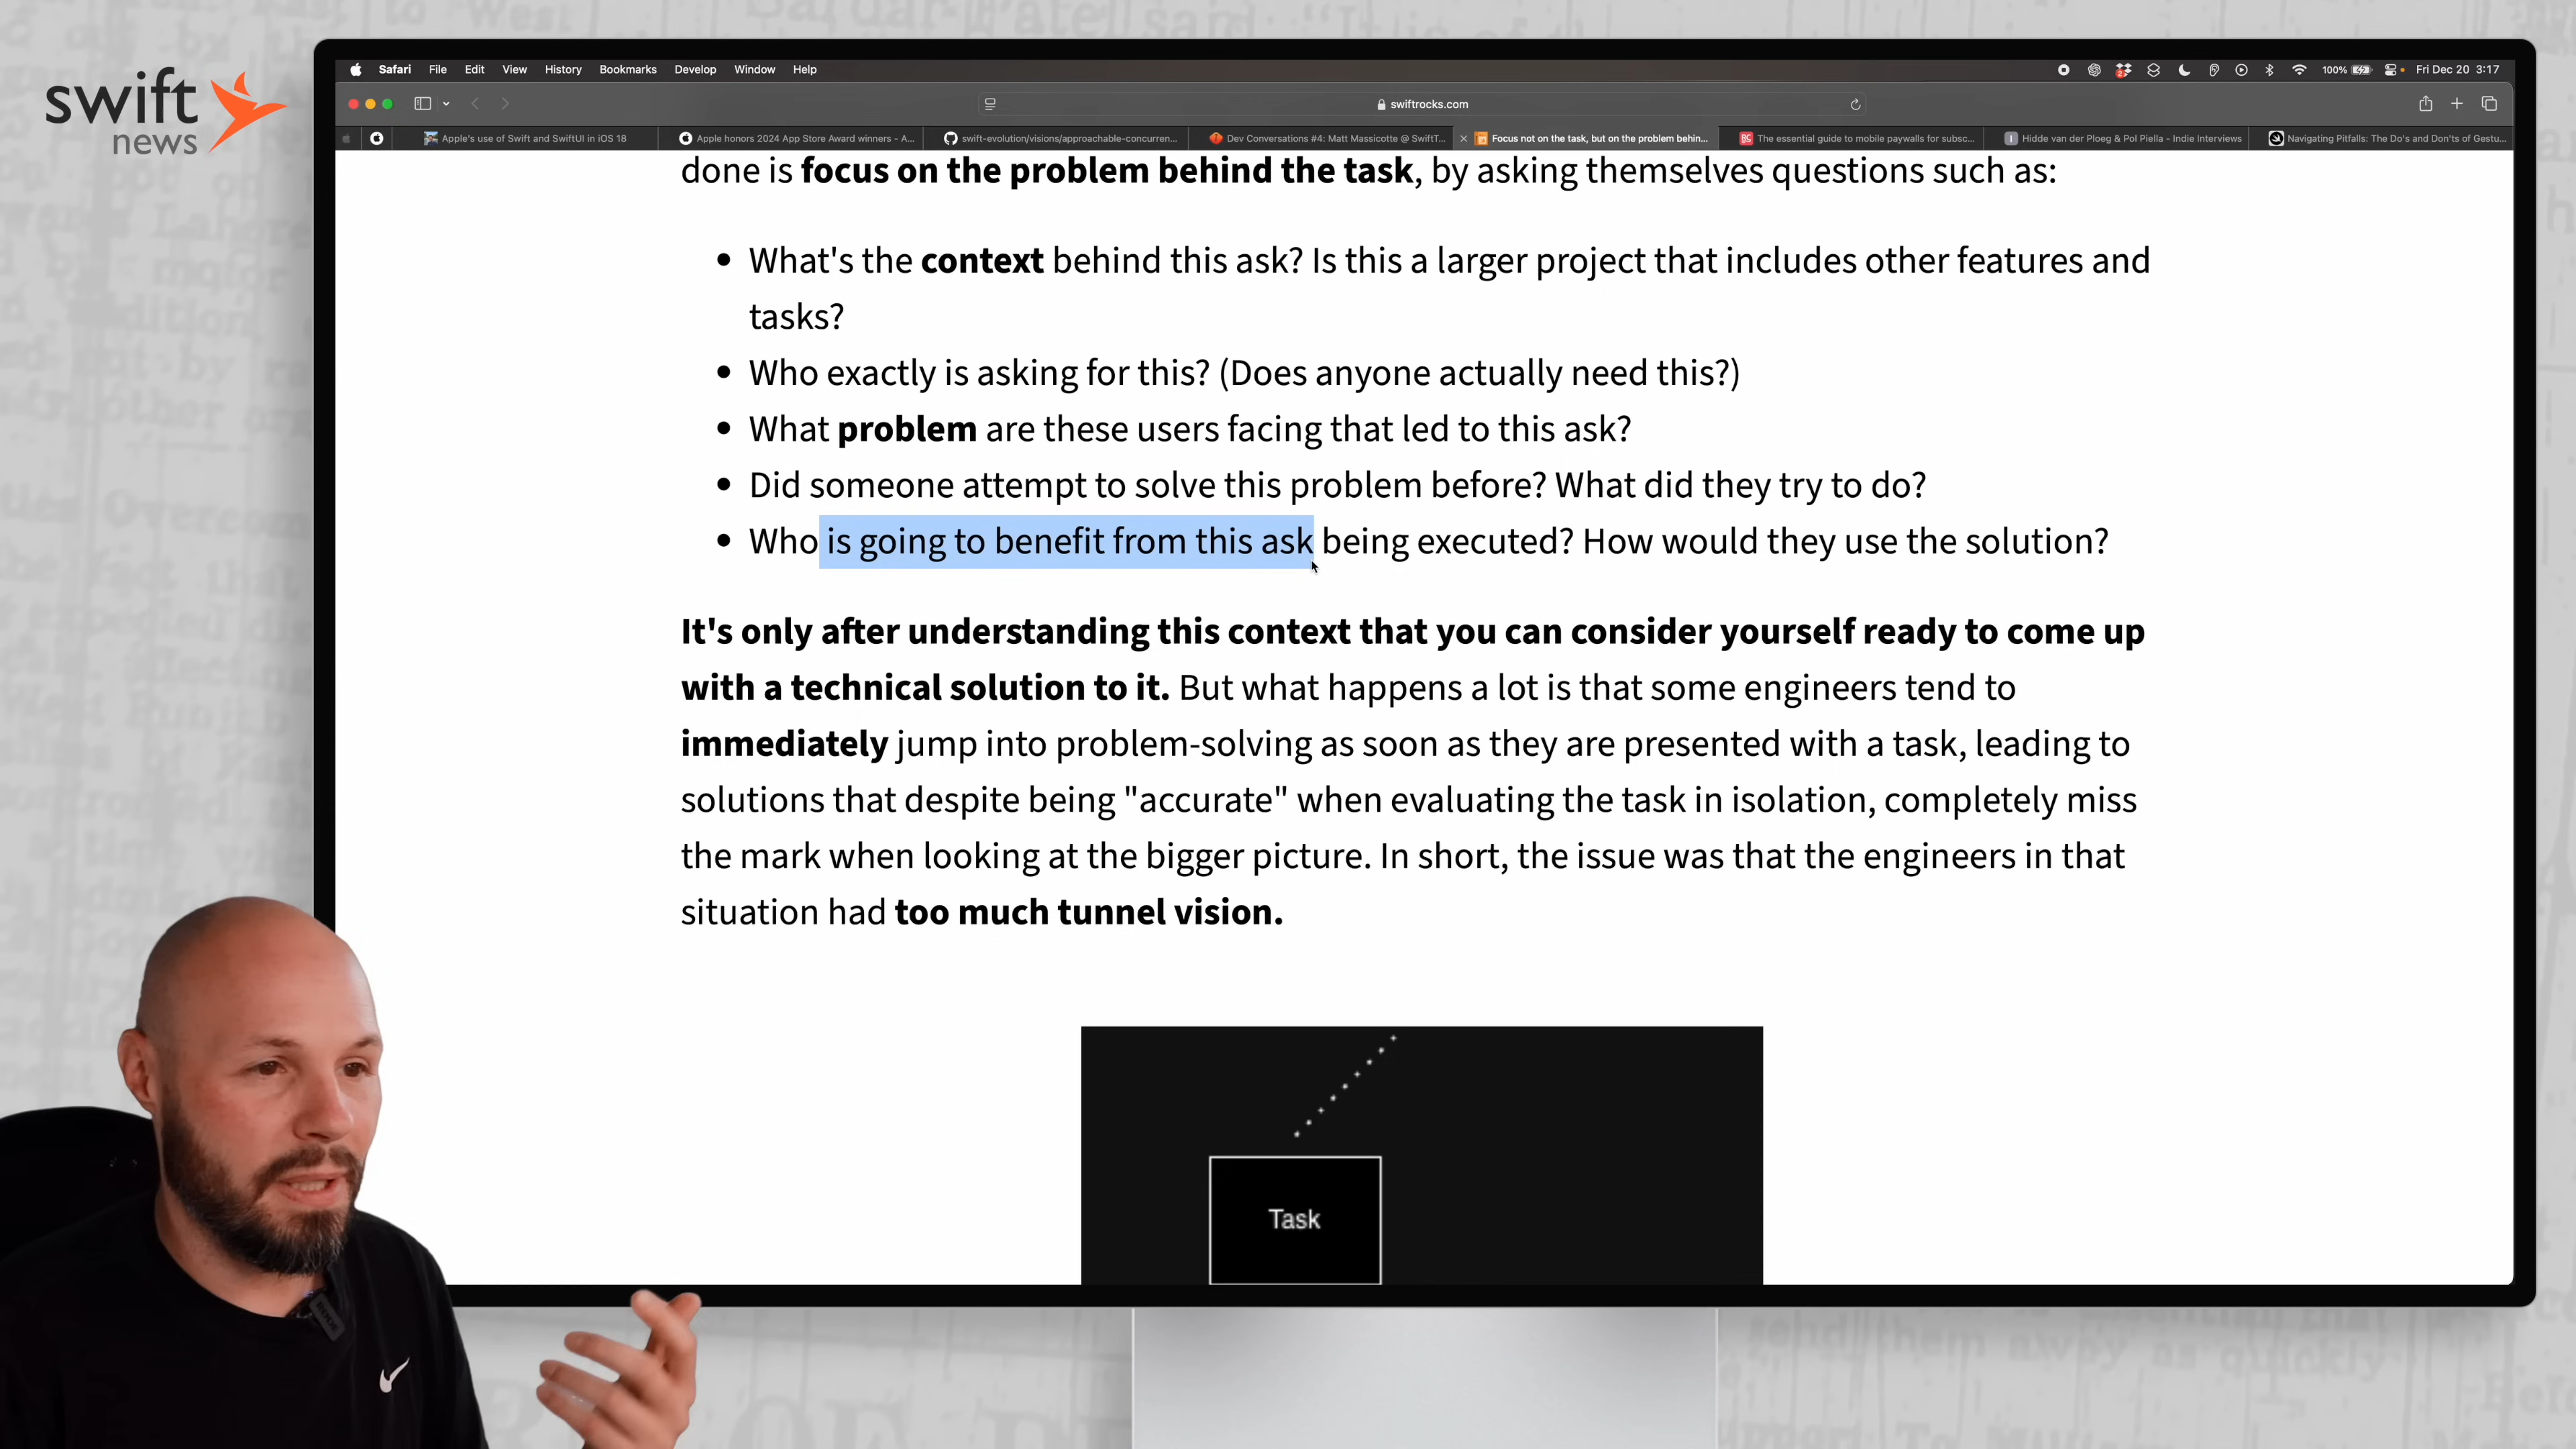 swift
news
Safari File Edit View History Bookmarks Develop Window Help
100% Fri Dec 20 3:17
swiftrocks.com
Apple's use of Swift and SwiftUI in iOS 18
Apple honors 2024 App Store Award winners - A...
swift-evolution/visions/approachable-concurren...
Dev Conversations #4: Matt Massicotte @ SwiftT...
Focus not on the task, but on the problem behin...
The essential guide to mobile paywalls for subsc...
Hidde van der Ploeg & Pol Piella - Indie Interviews
Navigating Pitfalls: The Do's and Don'ts of Gestu...
done is focus on the problem behind the task, by asking themselves questions such as:
• What's the context behind this ask? Is this a larger project that includes other features and
tasks?
• Who exactly is asking for this? (Does anyone actually need this?)
• What problem are these users facing that led to this ask?
• Did someone attempt to solve this problem before? What did they try to do?
• Who is going to benefit from this ask being executed? How would they use the solution?
It's only after understanding this context that you can consider yourself ready to come up
with a technical solution to it. But what happens a lot is that some engineers tend to
immediately jump into problem-solving as soon as they are presented with a task, leading to
solutions that despite being "accurate" when evaluating the task in isolation, completely miss
the mark when looking at the bigger picture. In short, the issue was that the engineers in that
situation had too much tunnel vision.
Task